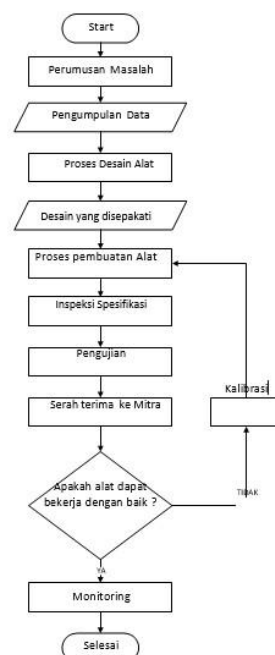 Start
Perumusan Masalah
Pengumpulan Data
Proses Desain Alat
Desain yang disepakati
Proses pembuatan Alat
Inspeksi Spesifikasi
Pengujian
Kalibrasi
Serah terima ke Mitra
Apakah alat dapat
bekerja dengan baik ?
TIDAK
YA
Monitoring
Selesai